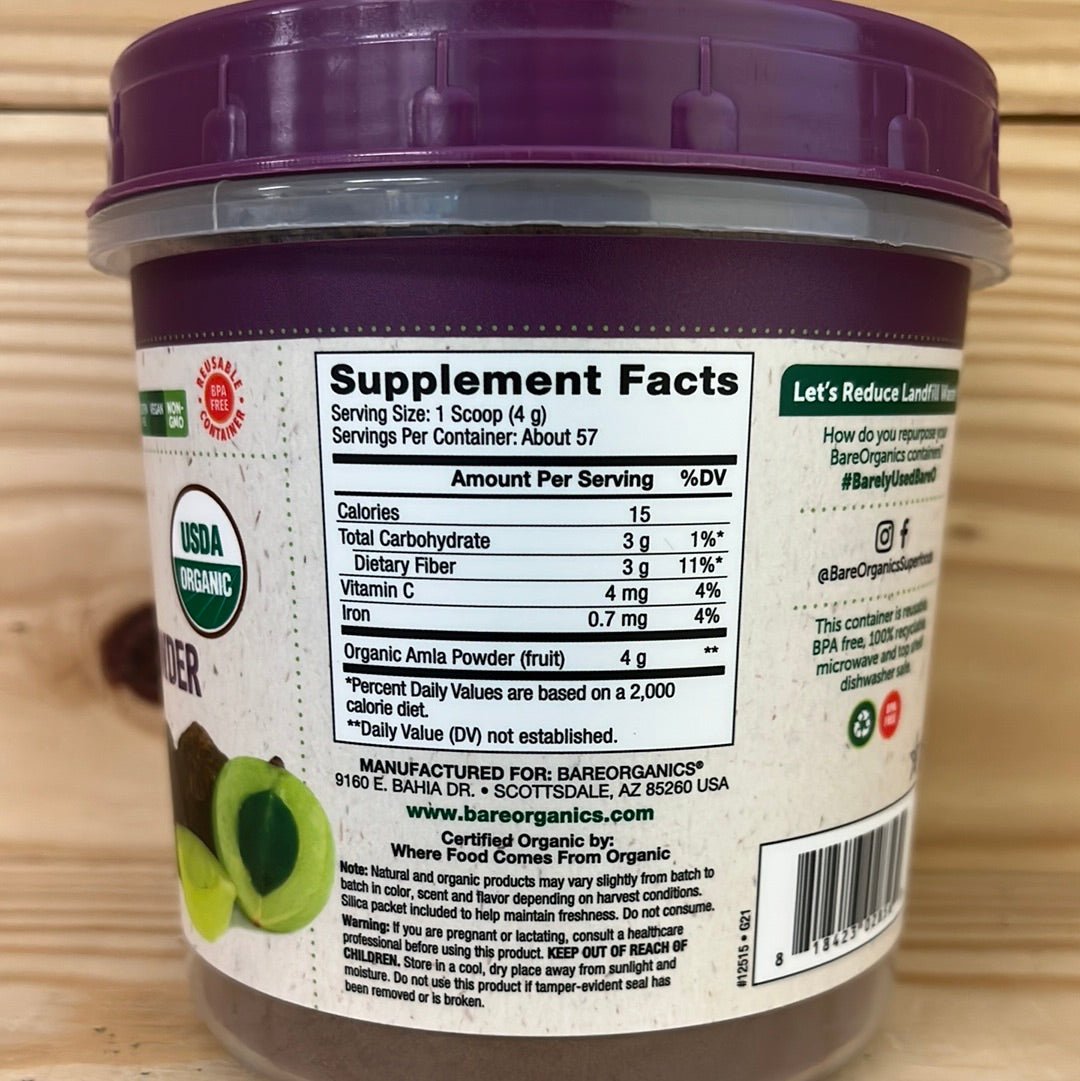 VEGAN
NON-
GMO
REUSABLE
BPA
FREE
CONTAINER
USDA
ORGANIC
Supplement Facts
Serving Size: 1 Scoop (4 g)
Servings Per Container: About 57
Amount Per Serving %DV
Calories 15
Total Carbohydrate 3 g 1%*
Dietary Fiber 3 g 11%*
Vitamin C 4 mg 4%
Iron 0.7 mg 4%
Organic Amla Powder (fruit) 4 g **
*Percent Daily Values are based on a 2,000
calorie diet.
**Daily Value (DV) not established.
MANUFACTURED FOR: BAREORGANICS®
9160 E. BAHIA DR. • SCOTTSDALE, AZ 85260 USA
www.bareorganics.com
Certified Organic by:
Where Food Comes From Organic
Note: Natural and organic products may vary slightly from batch to
batch in color, scent and flavor depending on harvest conditions.
Silica packet included to help maintain freshness. Do not consume.
Warning: If you are pregnant or lactating, consult a healthcare
professional before using this product. KEEP OUT OF REACH OF
CHILDREN. Store in a cool, dry place away from sunlight and
moisture. Do not use this product if tamper-evident seal has
been removed or is broken.
Let's Reduce Landfill
How do you repurpose your
BareOrganics containers?
#BarelyUsedBareO
@BareOrganicsSuperfoods
This container is reusable,
BPA free, 100% recyclable,
microwave and top shelf
dishwasher safe.
BPA
FREE
#12515 • G21
8 18423